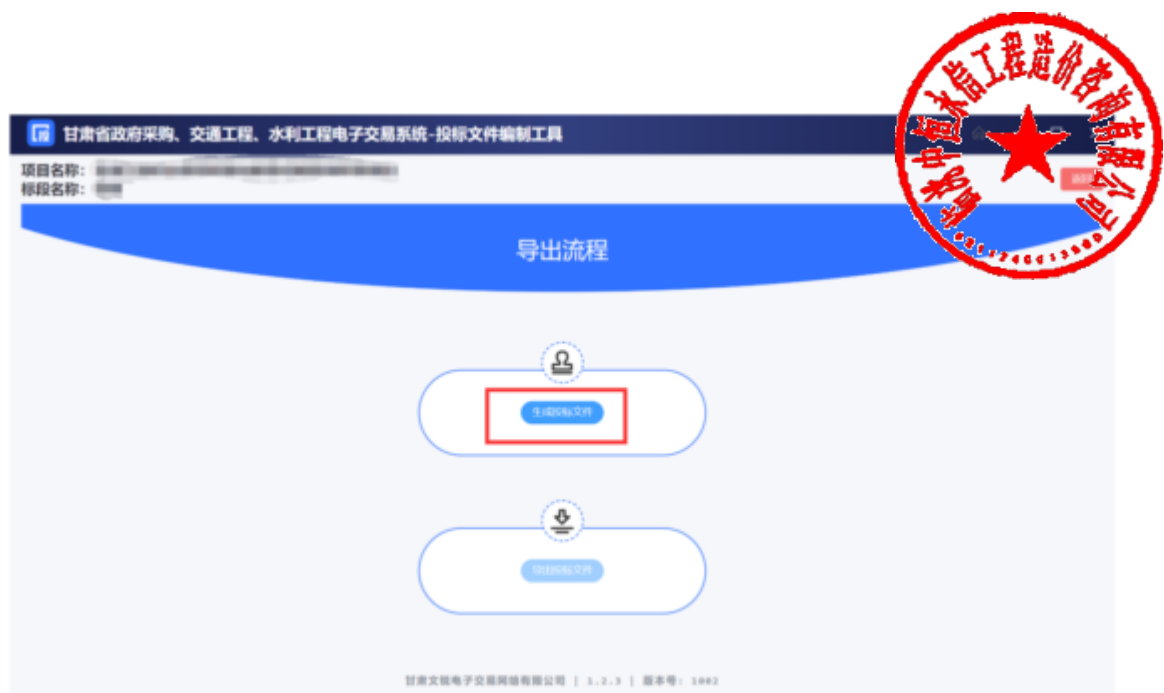 甘肃省政府采购、交通工程、水利工程电子交易系统-投标文件编制工具
项目名称：
标段名称：
导出流程
生成投标文件
导出投标文件
甘肃文锐电子交易网络有限公司 | 1.2.3 | 版本号: 1002